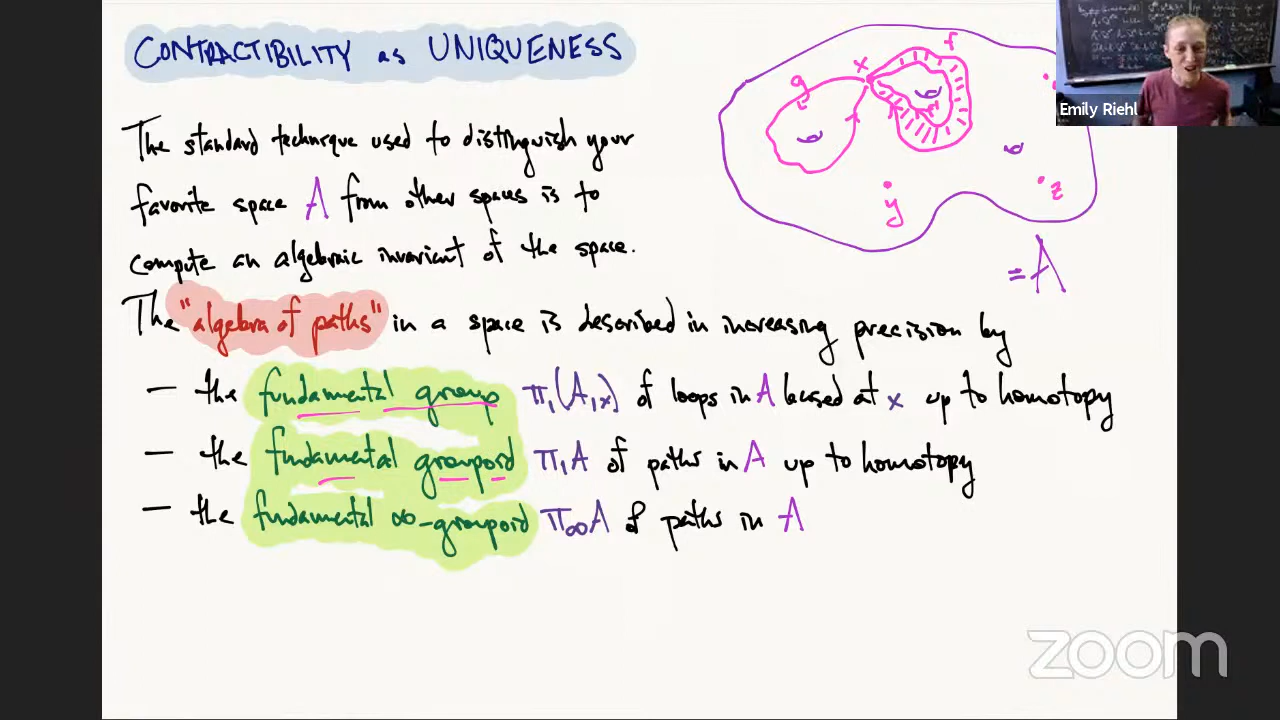 CONTRACTIBILITY as UNIQUENESS
The standard technique used to distinguish your
favorite space A from other spaces is to
compute an algebraic invariant of the space.
The "algebra of paths" in a space is described in increasing precision by
— the fundamental group π₁(A,x) of loops in A based at x up to homotopy
— the fundamental groupoid π₁A of paths in A up to homotopy
— the fundamental ∞-groupoid π∞A of paths in A
g
x
f
y
z
= A
Emily Riehl
zoom